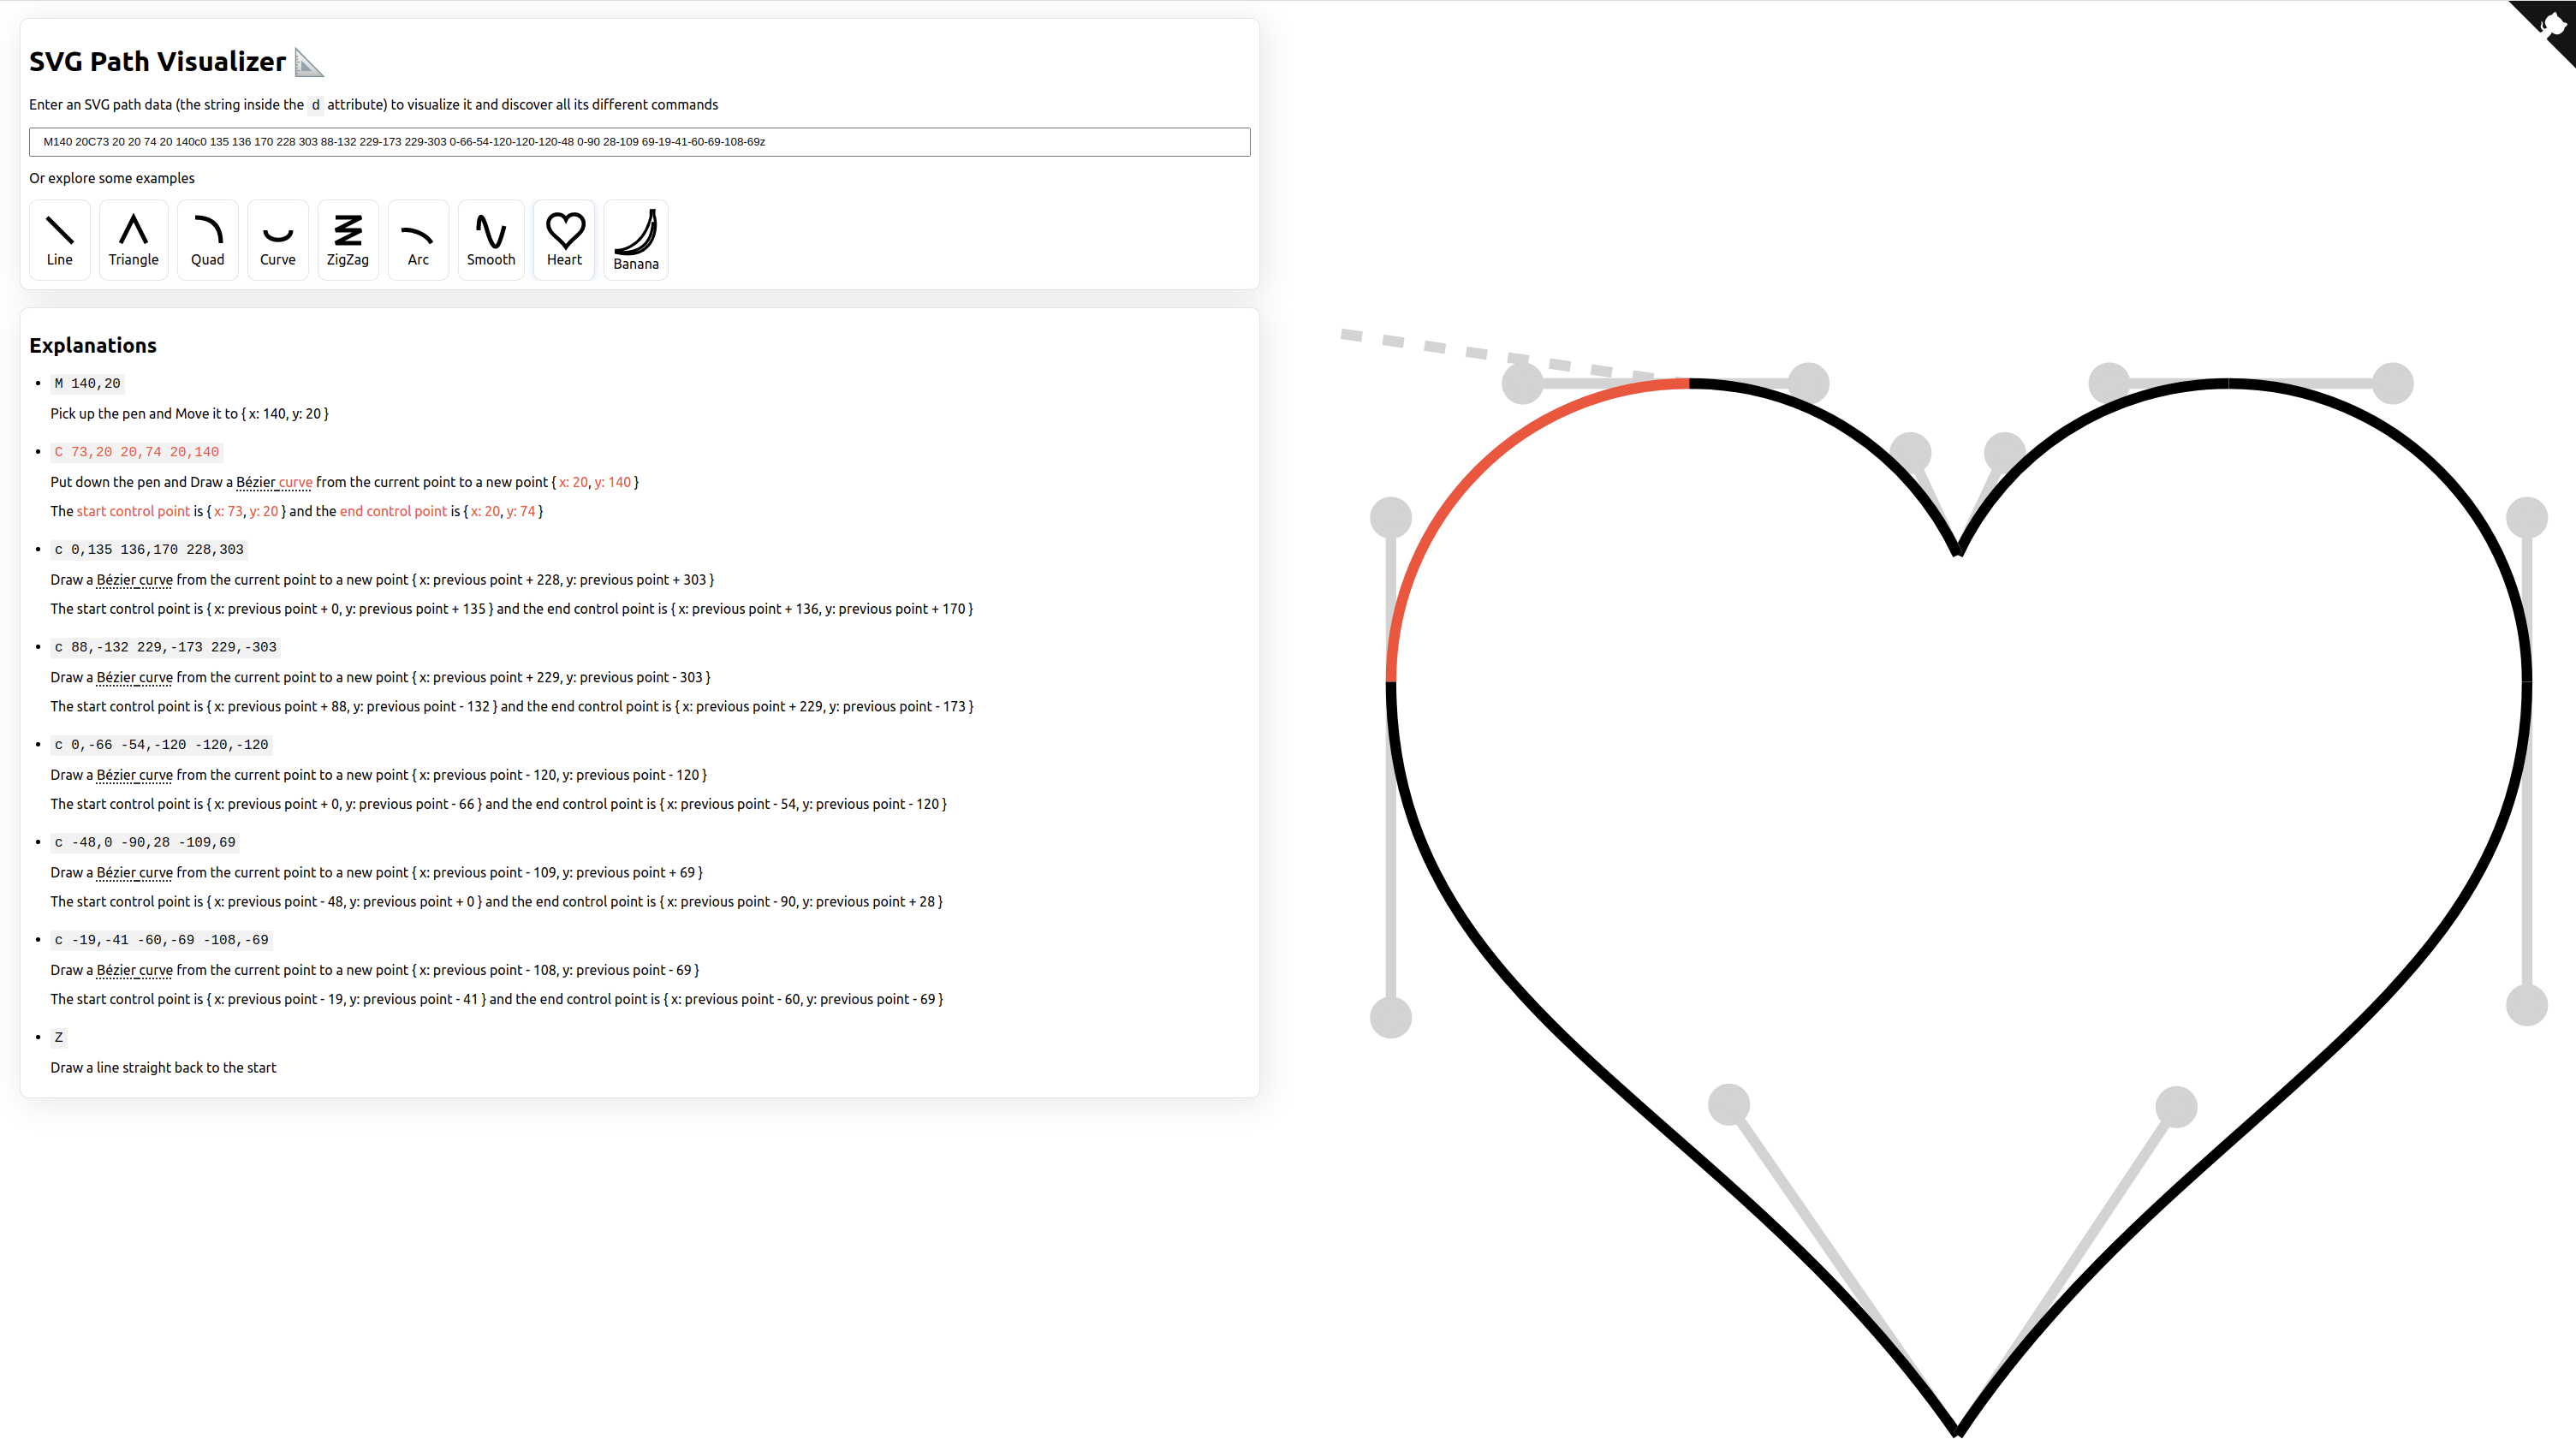 SVG Path Visualizer 📐
Enter an SVG path data (the string inside the d attribute) to visualize it and discover all its different commands
M140 20C73 20 20 74 20 140c0 135 136 170 228 303 88-132 229-173 229-303 0-66-54-120-120-120-48 0-90 28-109 69-19-41-60-69-108-69z
Or explore some examples
Line Triangle Quad Curve ZigZag Arc Smooth Heart Banana
Explanations
• M 140,20
Pick up the pen and Move it to { x: 140, y: 20 }
• C 73,20 20,74 20,140
Put down the pen and Draw a Bézier curve from the current point to a new point { x: 20, y: 140 }
The start control point is { x: 73, y: 20 } and the end control point is { x: 20, y: 74 }
• c 0,135 136,170 228,303
Draw a Bézier curve from the current point to a new point { x: previous point + 228, y: previous point + 303 }
The start control point is { x: previous point + 0, y: previous point + 135 } and the end control point is { x: previous point + 136, y: previous point + 170 }
• c 88,-132 229,-173 229,-303
Draw a Bézier curve from the current point to a new point { x: previous point + 229, y: previous point - 303 }
The start control point is { x: previous point + 88, y: previous point - 132 } and the end control point is { x: previous point + 229, y: previous point - 173 }
• c 0,-66 -54,-120 -120,-120
Draw a Bézier curve from the current point to a new point { x: previous point - 120, y: previous point - 120 }
The start control point is { x: previous point + 0, y: previous point - 66 } and the end control point is { x: previous point - 54, y: previous point - 120 }
• c -48,0 -90,28 -109,69
Draw a Bézier curve from the current point to a new point { x: previous point - 109, y: previous point + 69 }
The start control point is { x: previous point - 48, y: previous point + 0 } and the end control point is { x: previous point - 90, y: previous point + 28 }
• c -19,-41 -60,-69 -108,-69
Draw a Bézier curve from the current point to a new point { x: previous point - 108, y: previous point - 69 }
The start control point is { x: previous point - 19, y: previous point - 41 } and the end control point is { x: previous point - 60, y: previous point - 69 }
• Z
Draw a line straight back to the start